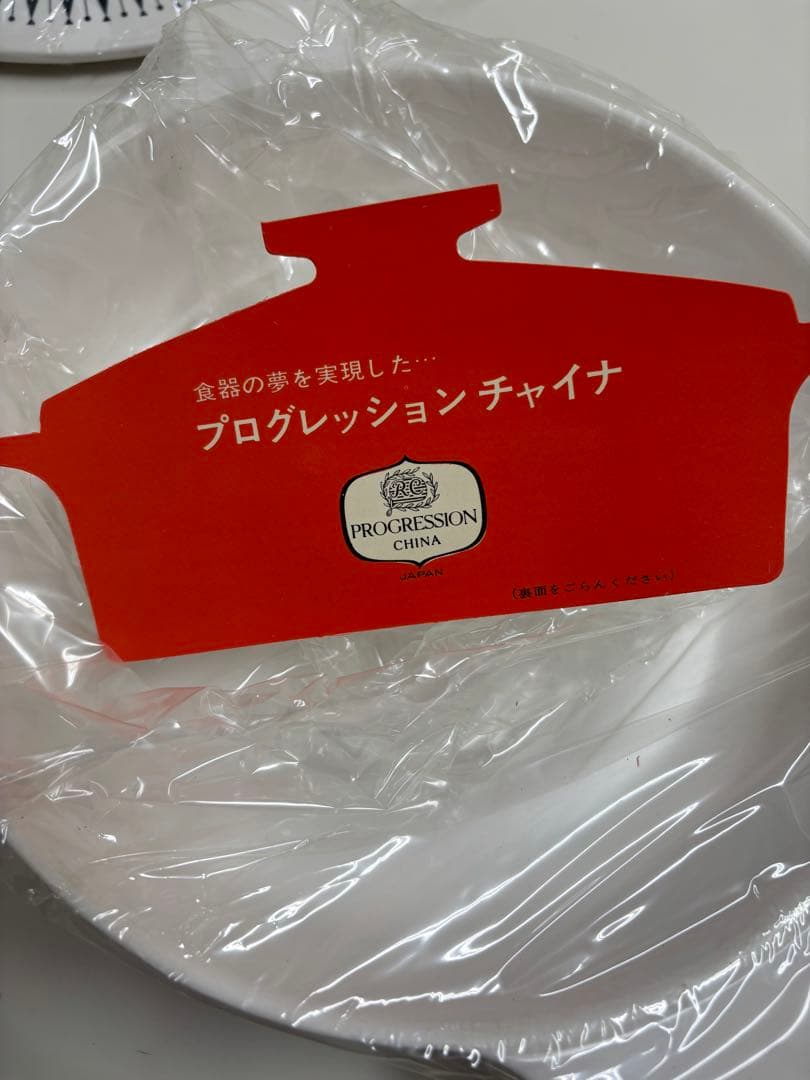 食器の夢を実現した…
プログレッション チャイナ
RC
PROGRESSION
CHINA
JAPAN
(裏面をごらんください)